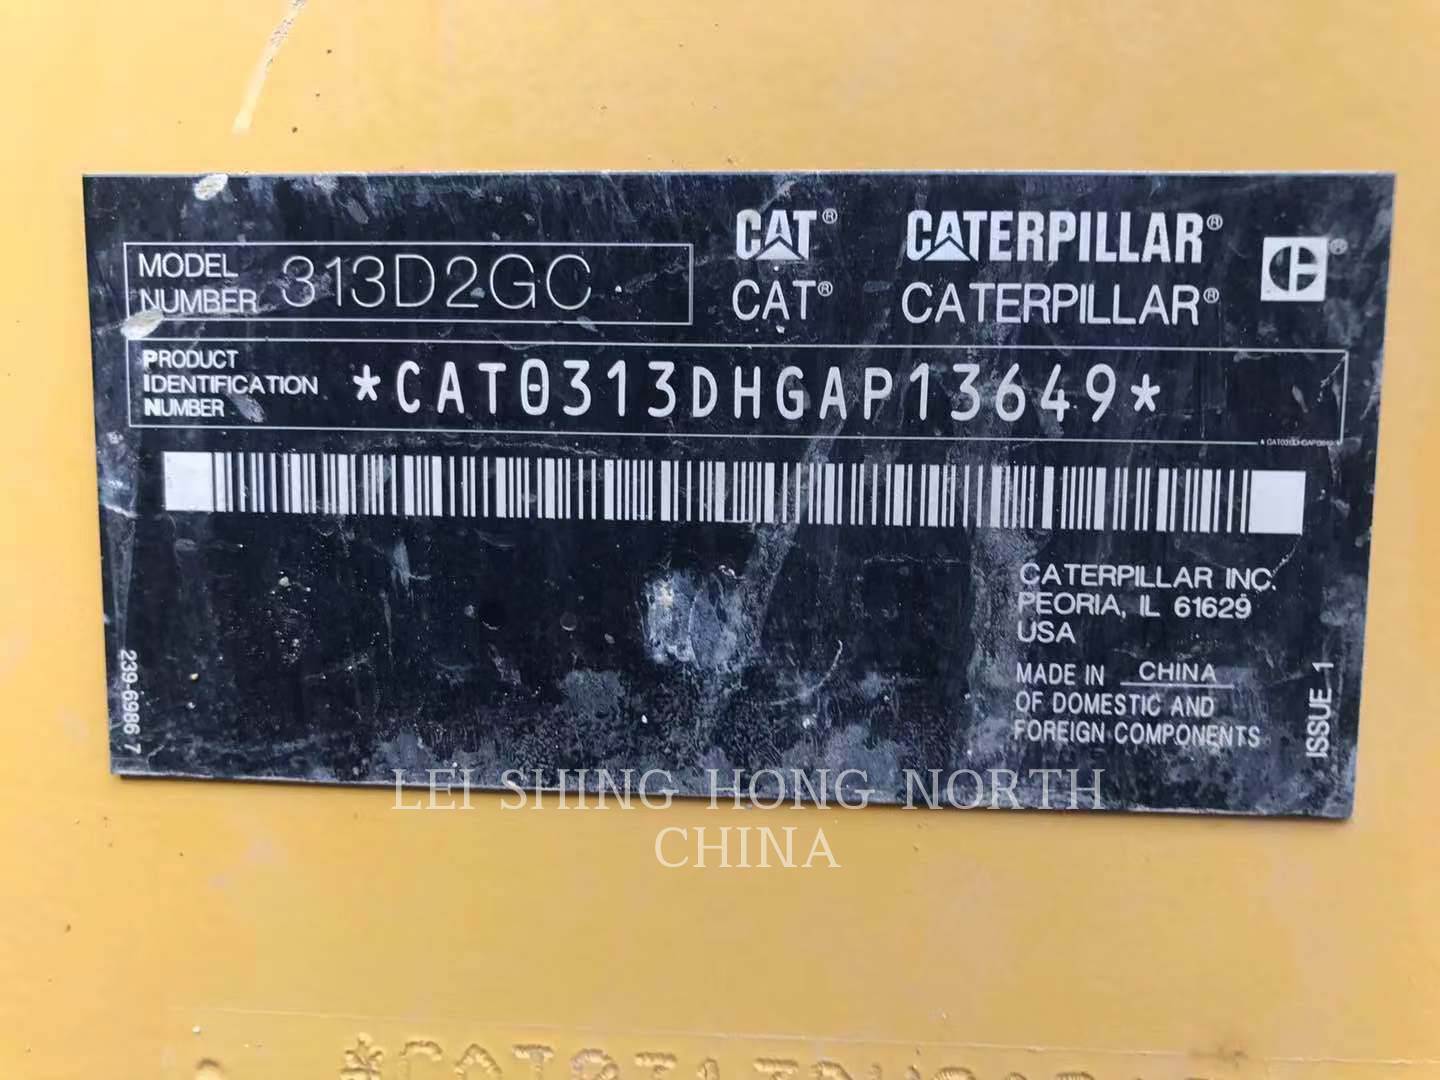 CAT® CATERPILLAR® ®
CAT® CATERPILLAR®
MODEL
NUMBER 313D2GC
PRODUCT
IDENTIFICATION
NUMBER
*CAT0313DHGAP13649*
CATERPILLAR INC.
PEORIA, IL 61629
USA
MADE IN CHINA
OF DOMESTIC AND
FOREIGN COMPONENTS
239-6986 7
ISSUE 1
LEI SHING HONG NORTH
CHINA